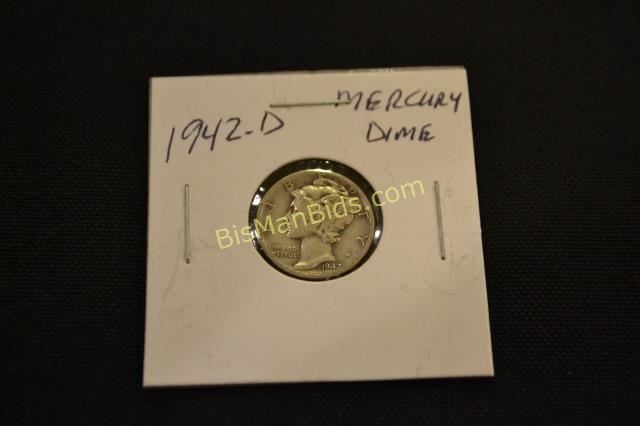 1942-D MERCURY
DIME
LIBERTY
BisManBids.com
IN GOD
WE TRUST
1942